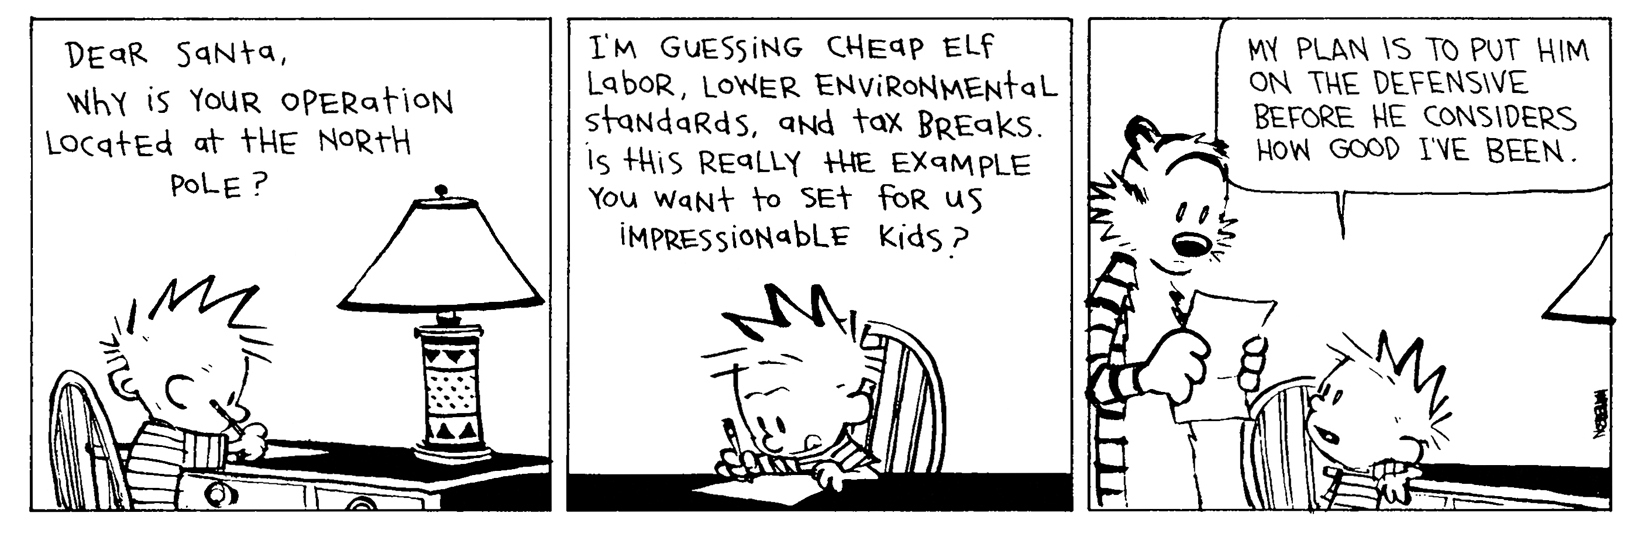 DEAR SANTA,
WHY IS YOUR OPERATION
LOCATED AT THE NORTH
POLE?
I'M GUESSING CHEAP ELF
LABOR, LOWER ENVIRONMENTAL
STANDARDS, AND TAX BREAKS.
IS THIS REALLY THE EXAMPLE
YOU WANT TO SET FOR US
IMPRESSIONABLE KIDS?
MY PLAN IS TO PUT HIM
ON THE DEFENSIVE
BEFORE HE CONSIDERS
HOW GOOD I'VE BEEN.
WATTERSON